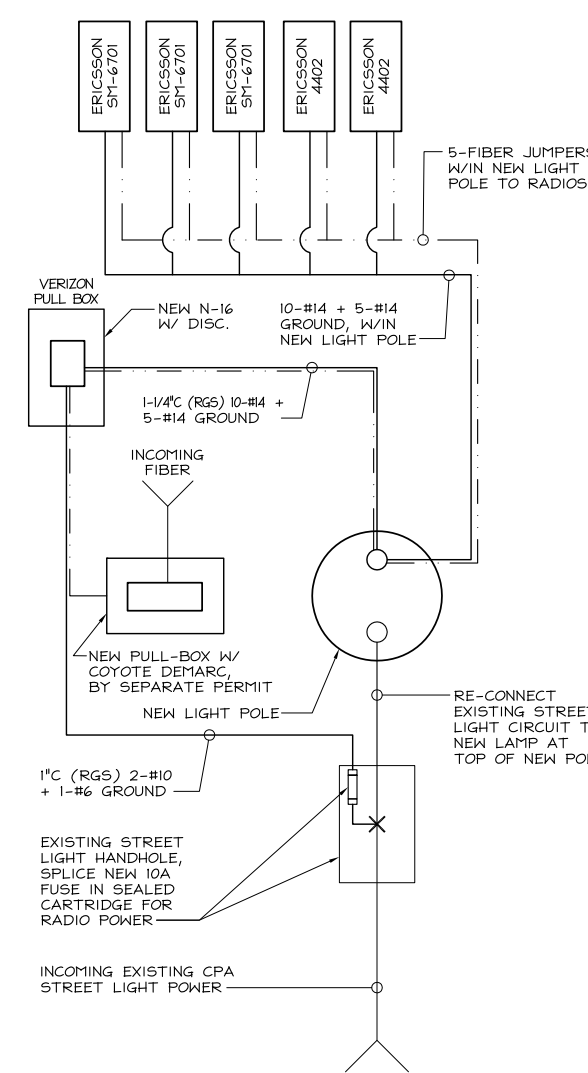 ERICSSON
SM-6701
ERICSSON
SM-6701
ERICSSON
SM-6701
ERICSSON
4402
ERICSSON
4402
5-FIBER JUMPERS
W/IN NEW LIGHT
POLE TO RADIOS
VERIZON
PULL BOX
NEW N-16
W/ DISC.
10-#14 + 5-#14
GROUND, W/IN
NEW LIGHT POLE
1-1/4"C (RGS) 10-#14 +
5-#14 GROUND
INCOMING
FIBER
NEW PULL-BOX W/
COYOTE DEMARC,
BY SEPARATE PERMIT
NEW LIGHT POLE
RE-CONNECT
EXISTING STREET
LIGHT CIRCUIT T
NEW LAMP AT
TOP OF NEW PO
1"C (RGS) 2-#10
+ 1-#6 GROUND
EXISTING STREET
LIGHT HANDHOLE,
SPLICE NEW 10A
FUSE IN SEALED
CARTRIDGE FOR
RADIO POWER
INCOMING EXISTING CPA
STREET LIGHT POWER